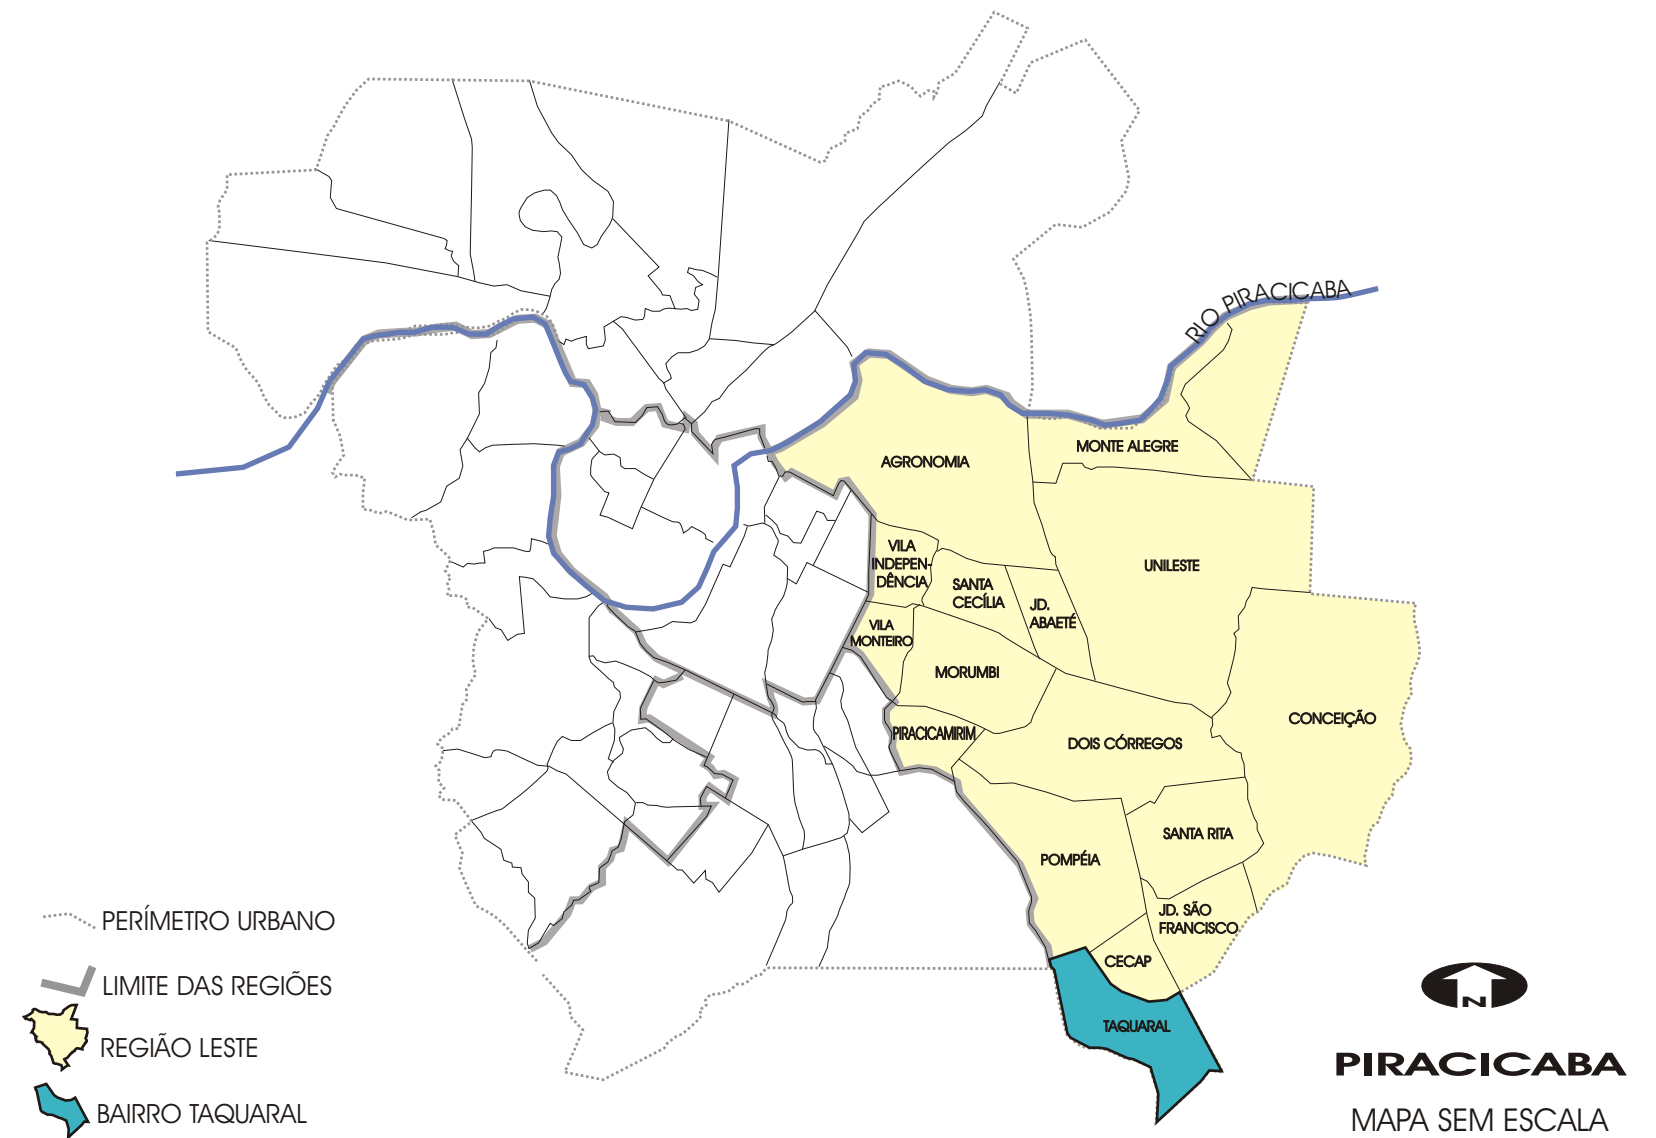 RIO PIRACICABA
MONTE ALEGRE
AGRONOMIA
UNILESTE
VILA
INDEPEN-
DÊNCIA
SANTA
CECÍLIA
JD.
ABAETÉ
VILA
MONTEIRO
MORUMBI
CONCEIÇÃO
PIRACICAMIRIM
DOIS CÓRREGOS
SANTA RITA
POMPÉIA
JD. SÃO
FRANCISCO
CECAP
TAQUARAL
PERÍMETRO URBANO
LIMITE DAS REGIÕES
REGIÃO LESTE
BAIRRO TAQUARAL
N
PIRACICABA
MAPA SEM ESCALA